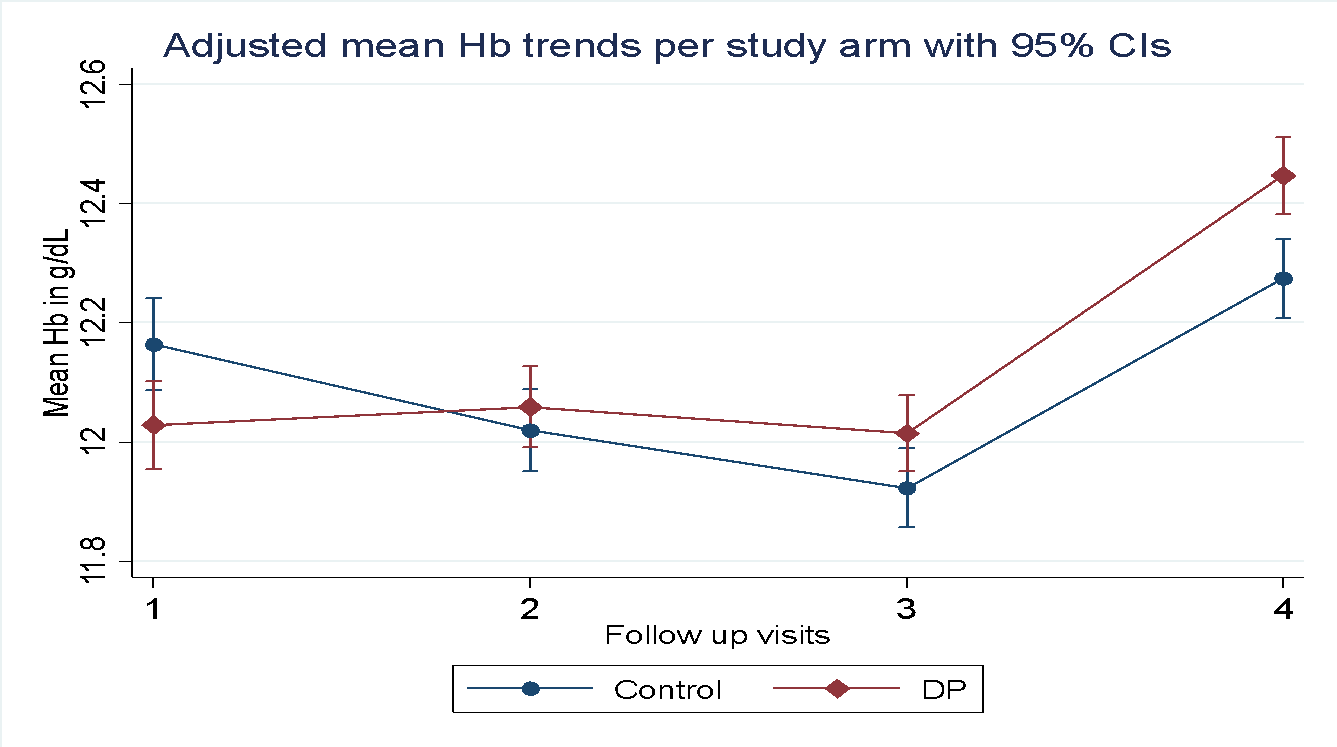 Adjusted mean Hb trends per study arm with 95% CIs
Mean Hb in g/dL
12.6
12.4
12.2
12
11.8
1 2 3 4
Follow up visits
Control DP